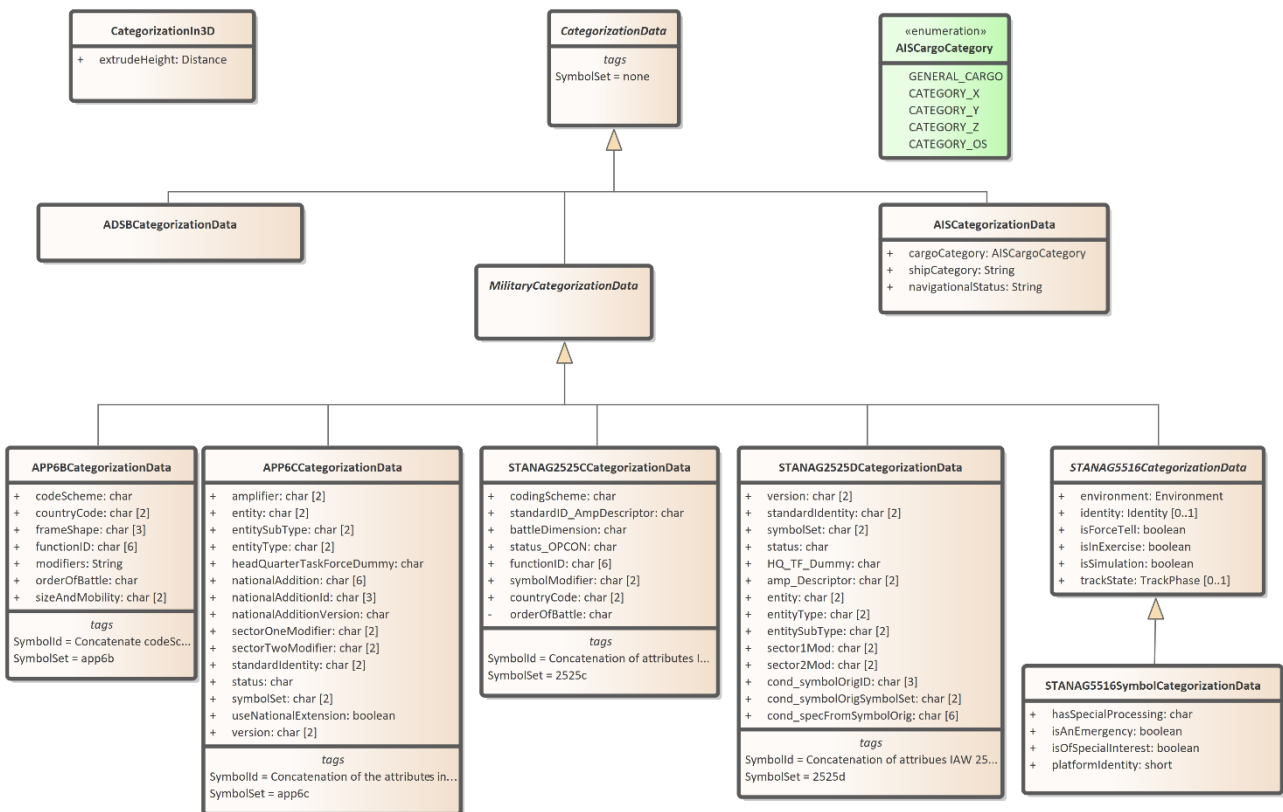 CategorizationIn3D
+ extrudeHeight: Distance
CategorizationData
tags
SymbolSet = none
«enumeration»
AISCargoCategory
GENERAL_CARGO
CATEGORY_X
CATEGORY_Y
CATEGORY_Z
CATEGORY_OS
ADSBCategorizationData
MilitaryCategorizationData
AISCategorizationData
+ cargoCategory: AISCargoCategory
+ shipCategory: String
+ navigationalStatus: String
APP6BCategorizationData
+ codeScheme: char
+ countryCode: char [2]
+ frameShape: char [3]
+ functionID: char [6]
+ modifiers: String
+ orderOfBattle: char
+ sizeAndMobility: char [2]
tags
SymbolId = Concatenate codeSc...
SymbolSet = app6b
APP6CCategorizationData
+ amplifier: char [2]
+ entity: char [2]
+ entitySubType: char [2]
+ entityType: char [2]
+ headQuarterTaskForceDummy: char
+ nationalAddition: char [6]
+ nationalAdditionId: char [3]
+ nationalAdditionVersion: char
+ sectorOneModifier: char [2]
+ sectorTwoModifier: char [2]
+ standardIdentity: char [2]
+ status: char
+ symbolSet: char [2]
+ useNationalExtension: boolean
+ version: char [2]
tags
SymbolId = Concatenation of the attributes in...
SymbolSet = app6c
STANAG2525CCategorizationData
+ codingScheme: char
+ standardID_AmpDescriptor: char
+ battleDimension: char
+ status_OPCON: char
+ functionID: char [6]
+ symbolModifier: char [2]
+ countryCode: char [2]
- orderOfBattle: char
tags
SymbolId = Concatenation of attributes I...
SymbolSet = 2525c
STANAG2525DCategorizationData
+ version: char [2]
+ standardIdentity: char [2]
+ symbolSet: char [2]
+ status: char
+ HQ_TF_Dummy: char
+ amp_Descriptor: char [2]
+ entity: char [2]
+ entityType: char [2]
+ entitySubType: char [2]
+ sector1Mod: char [2]
+ sector2Mod: char [2]
+ cond_symbolOrigID: char [3]
+ cond_symbolOrigSymbolSet: char [2]
+ cond_specFromSymbolOrig: char [6]
tags
SymbolId = Concatenation of attribues IAW 25...
SymbolSet = 2525d
STANAG5516CategorizationData
+ environment: Environment
+ identity: Identity [0..1]
+ isForceTell: boolean
+ isInExercise: boolean
+ isSimulation: boolean
+ trackState: TrackPhase [0..1]
STANAG5516SymbolCategorizationData
+ hasSpecialProcessing: char
+ isAnEmergency: boolean
+ isOfSpecialInterest: boolean
+ platformIdentity: short